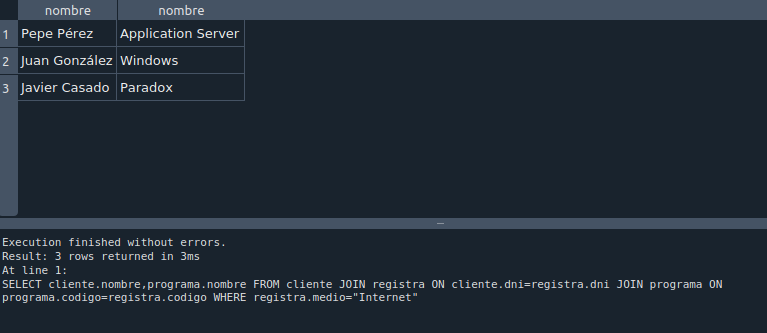 nombre nombre
1 Pepe Pérez Application Server
2 Juan González Windows
3 Javier Casado Paradox
Execution finished without errors.
Result: 3 rows returned in 3ms
At line 1:
SELECT cliente.nombre,programa.nombre FROM cliente JOIN registra ON cliente.dni=registra.dni JOIN programa ON
programa.codigo=registra.codigo WHERE registra.medio="Internet"